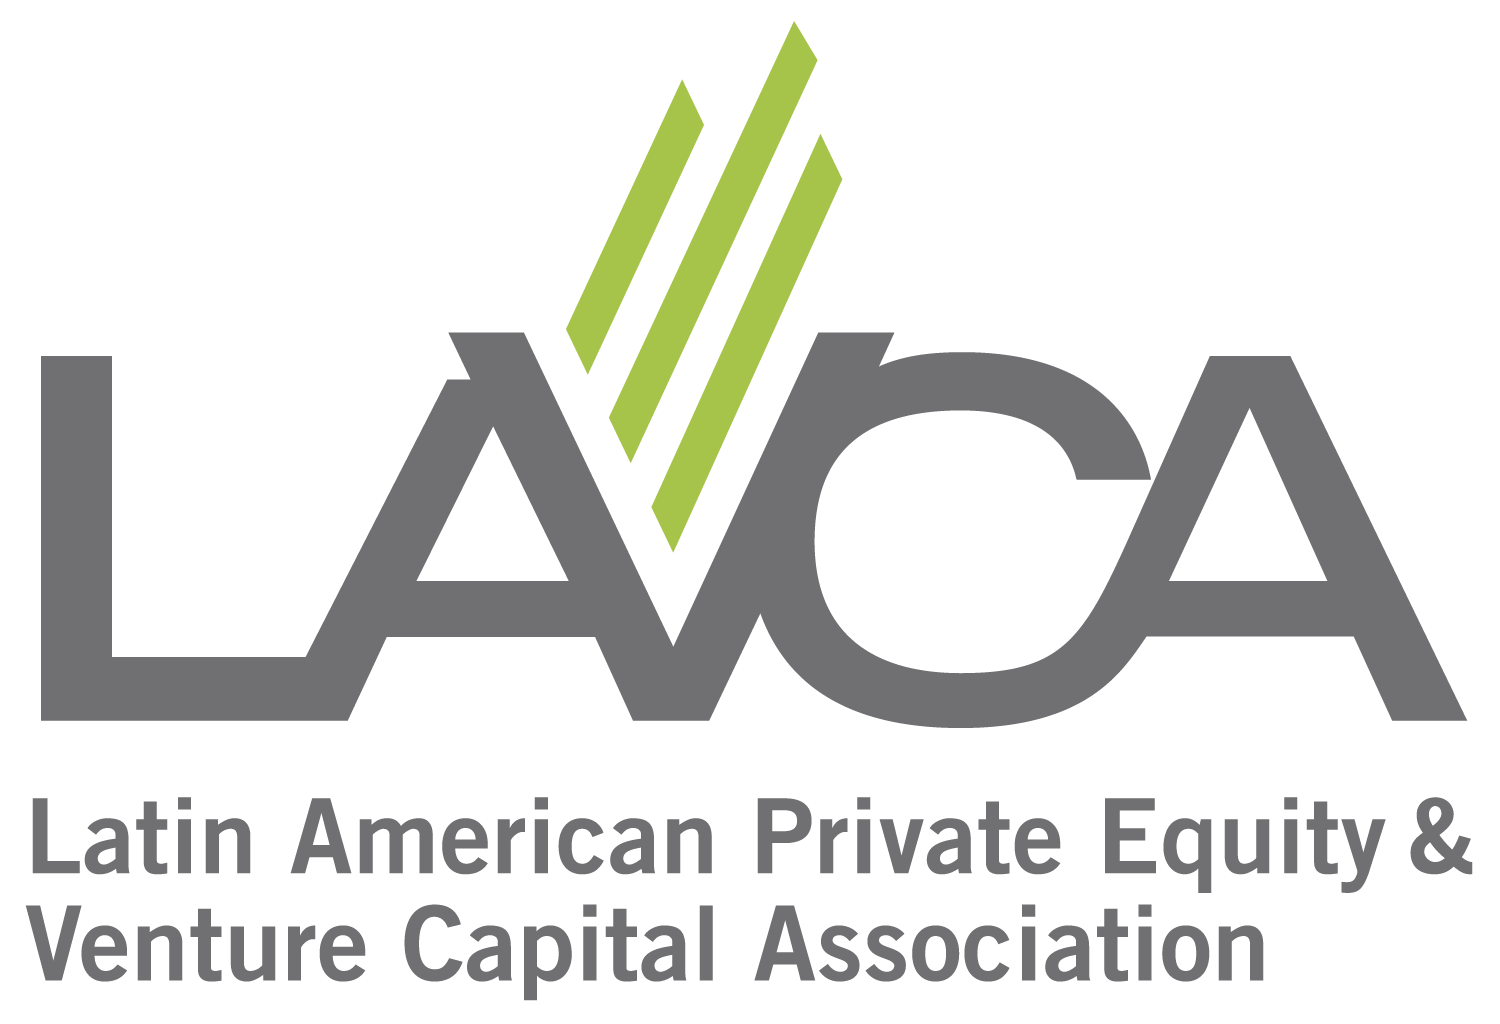 LAVCA
Latin American Private Equity &
Venture Capital Association